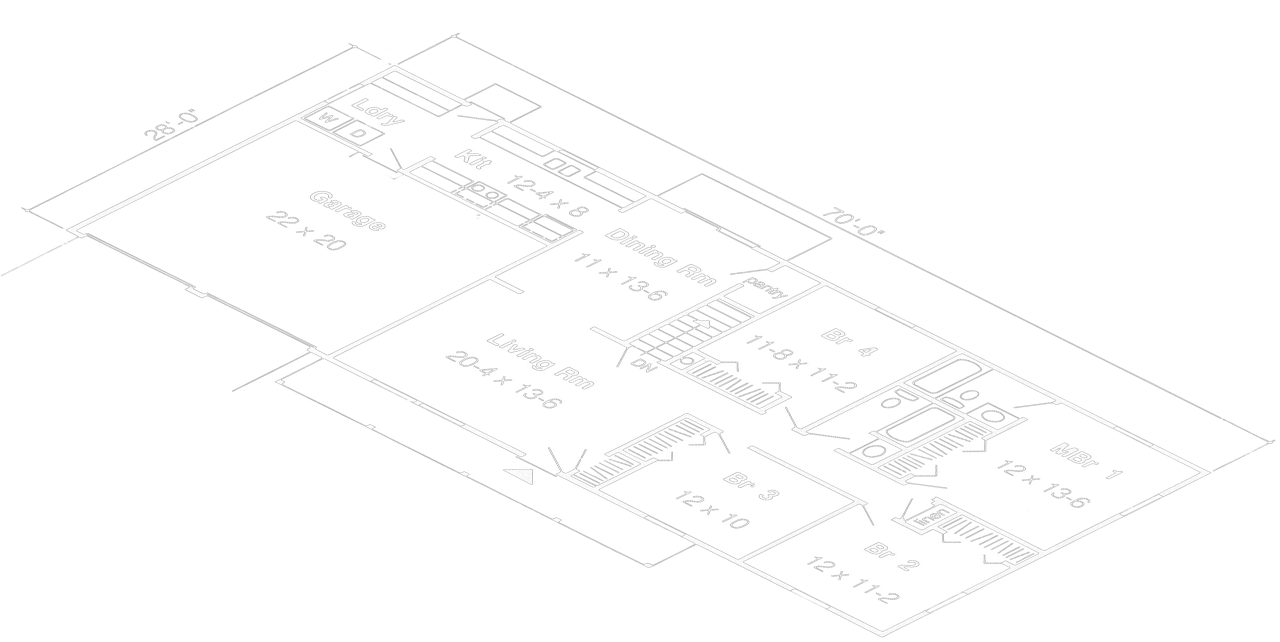 28'-0"
70'-0"
Ldry
W
D
Kit
12-4 x 8
Garage
22 x 20
Dining Rm
11 x 13-6
pantry
Living Rm
20-4 x 13-6
DN
Br 4
11-8 x 11-2
MBr 1
12 x 13-6
Br 3
12 x 10
linen
Br 2
12 x 11-2